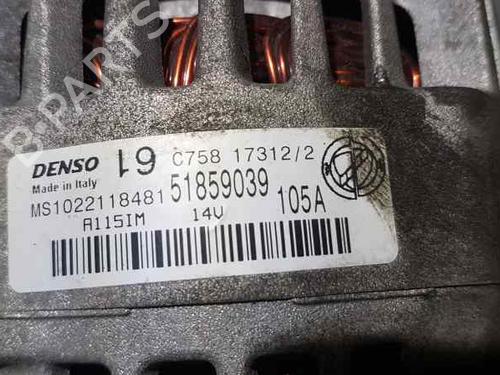 B-PARTS
DENSO 19 C758 17312/2
Made in Italy
MS1022118481 51859039
A115IM 14V 105A